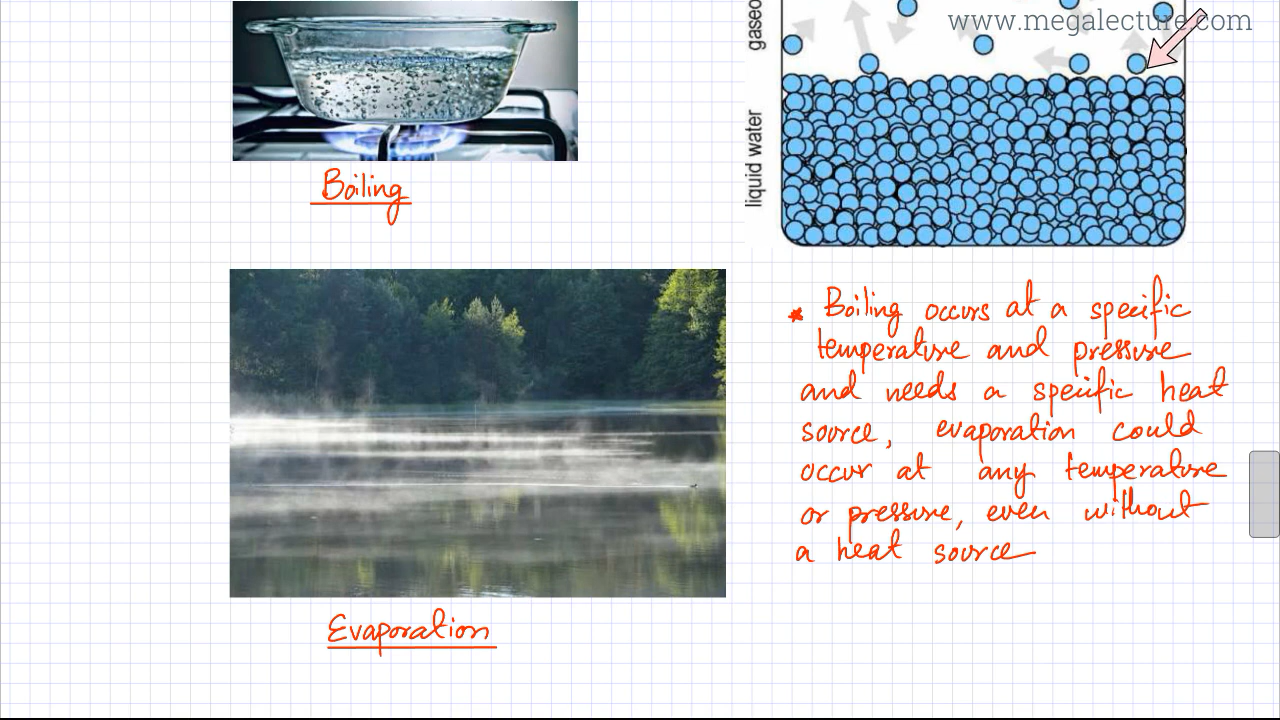 www.megalecture.com
gaseo
liquid water
Boiling
* Boiling occurs at a specific
temperature and pressure
and needs a specific heat
source, evaporation could
occur at any temperature
or pressure, even without
a heat source
Evaporation